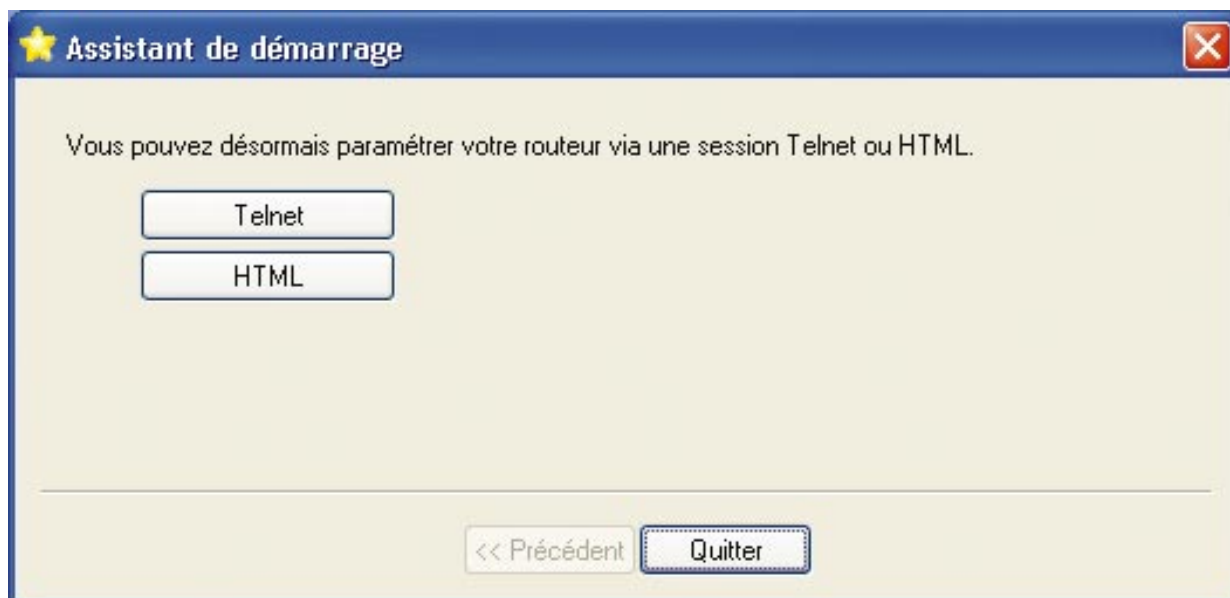 Assistant de démarrage
Vous pouvez désormais paramétrer votre routeur via une session Telnet ou HTML.
Telnet
HTML
<< Précédent
Quitter